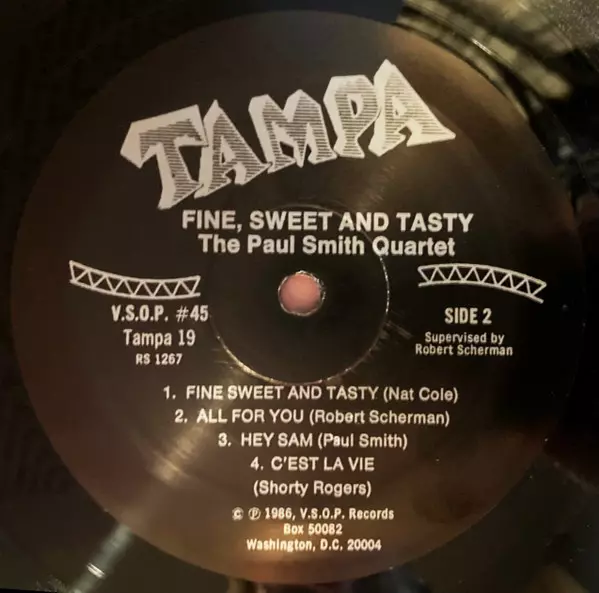 TAMPA
FINE, SWEET AND TASTY
The Paul Smith Quartet
V.S.O.P. #45
Tampa 19
RS 1267
SIDE 2
Supervised by
Robert Scherman
1. FINE SWEET AND TASTY (Nat Cole)
2. ALL FOR YOU (Robert Scherman)
3. HEY SAM (Paul Smith)
4. C'EST LA VIE
(Shorty Rogers)
© ℗ 1986, V.S.O.P. Records
Box 50082
Washington, D.C. 20004